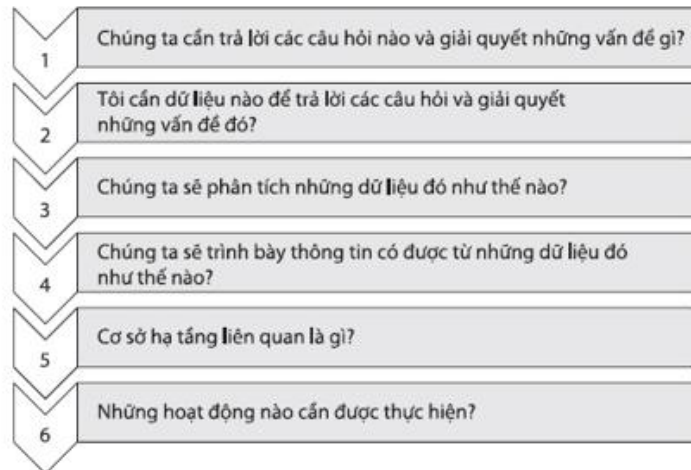 1
Chúng ta cần trả lời các câu hỏi nào và giải quyết những vấn đề gì?
2
Tôi cần dữ liệu nào để trả lời các câu hỏi và giải quyết
những vấn đề đó?
3
Chúng ta sẽ phân tích những dữ liệu đó như thế nào?
4
Chúng ta sẽ trình bày thông tin có được từ những dữ liệu đó
như thế nào?
5
Cơ sở hạ tầng liên quan là gì?
6
Những hoạt động nào cần được thực hiện?